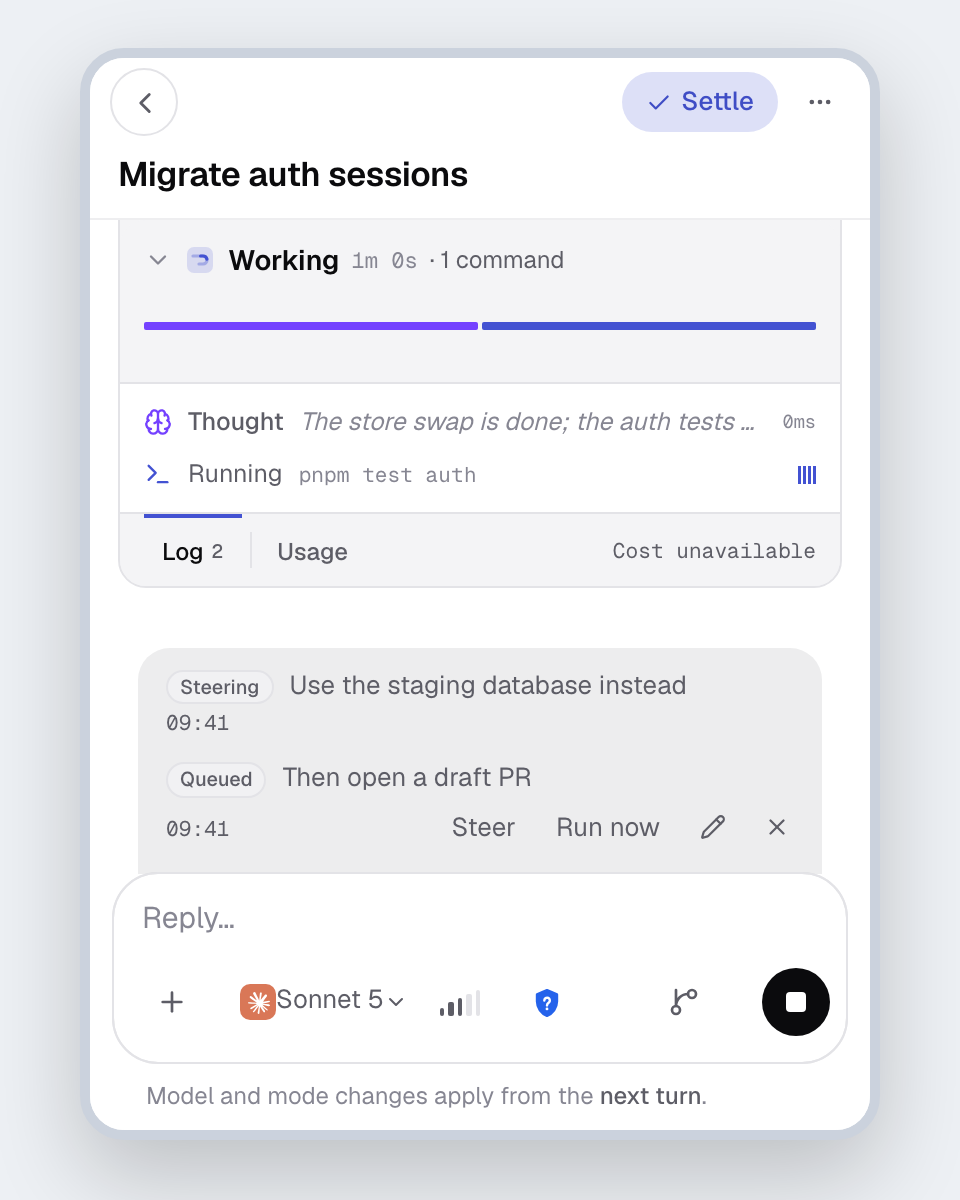 Settle
Migrate auth sessions
Working 1m 0s · 1 command
Thought The store swap is done; the auth tests …
0ms
Running pnpm test auth
Log 2 Usage Cost unavailable
Steering Use the staging database instead
09:41
Queued Then open a draft PR
09:41 Steer Run now
Reply…
Sonnet 5
Model and mode changes apply from the next turn.